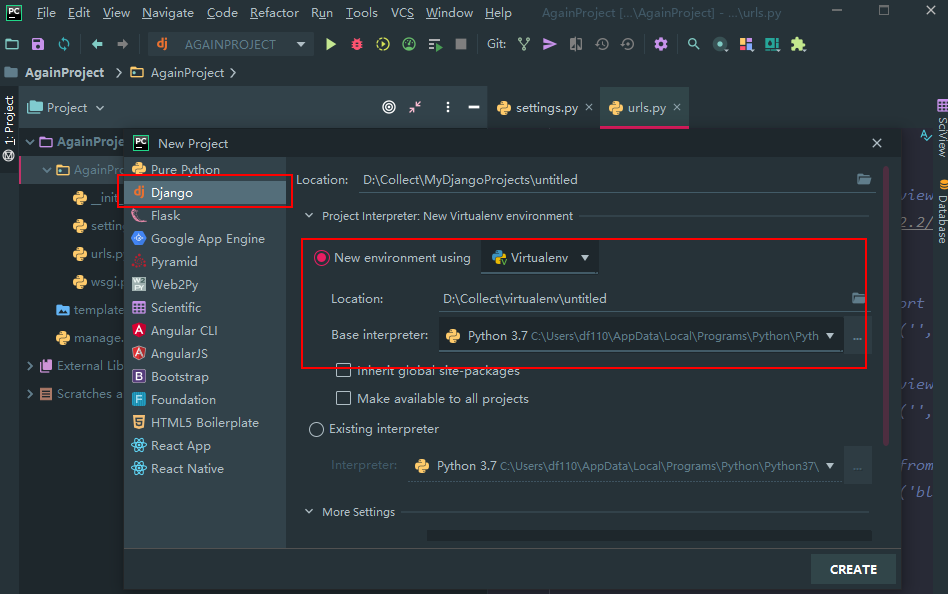 PC File Edit View Navigate Code Refactor Run Tools VCS Window Help AgainProject [...\AgainProject] - ...\urls.py
dj AGAINPROJECT Git:
AgainProject AgainProject
Project settings.py urls.py
1: Project
SciView
Database
AgainProje
AgainPro
__init
settin
urls.p
wsgi.p
template
manage.
External Lib
Scratches a
PC New Project
Pure Python
dj Django
Flask
Google App Engine
Pyramid
Web2Py
Scientific
Angular CLI
AngularJS
Bootstrap
Foundation
HTML5 Boilerplate
React App
React Native
Location: D:\Collect\MyDjangoProjects\untitled
Project Interpreter: New Virtualenv environment
New environment using Virtualenv
Location: D:\Collect\virtualenv\untitled
Base interpreter: Python 3.7 C:\Users\df110\AppData\Local\Programs\Python\Pyth ...
Inherit global site-packages
Make available to all projects
Existing interpreter
Interpreter: Python 3.7 C:\Users\df110\AppData\Local\Programs\Python\Python37\ ...
More Settings
CREATE
view
2.2/
ort
('',
view
('',
from
('bl